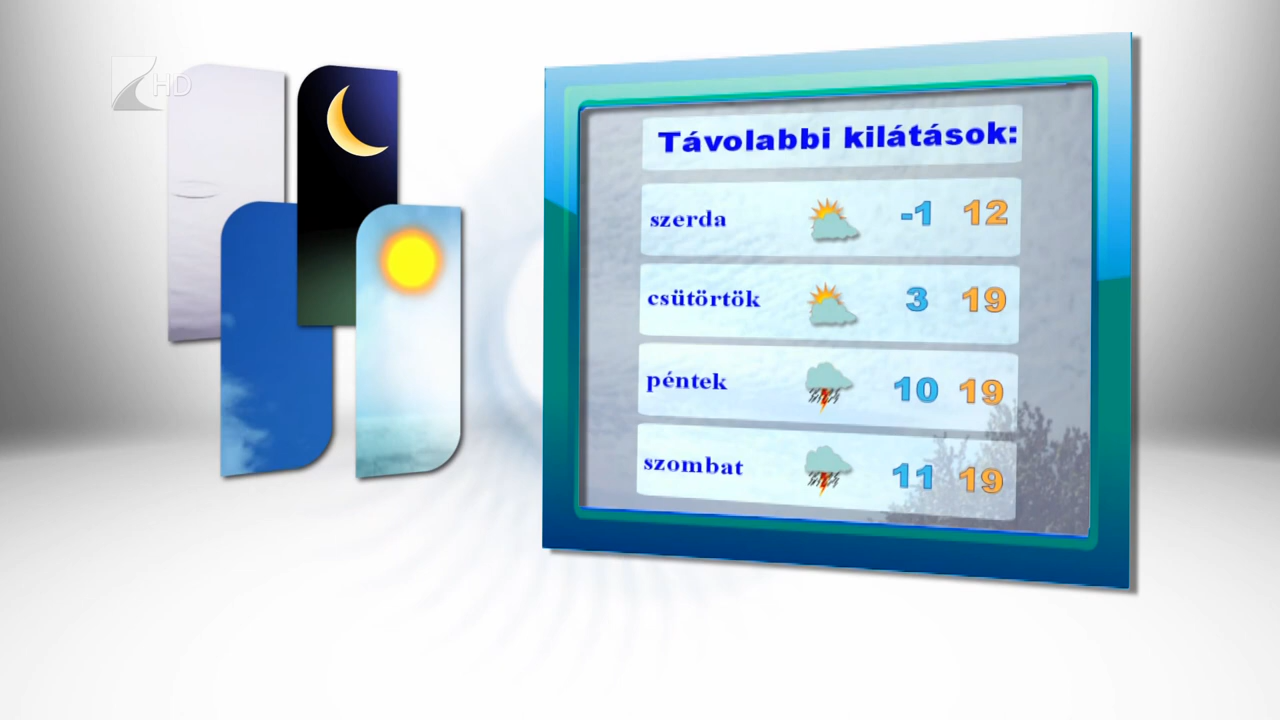 HD
Távolabbi kilátások:
szerda -1 12
csütörtök 3 19
péntek 10 19
szombat 11 19